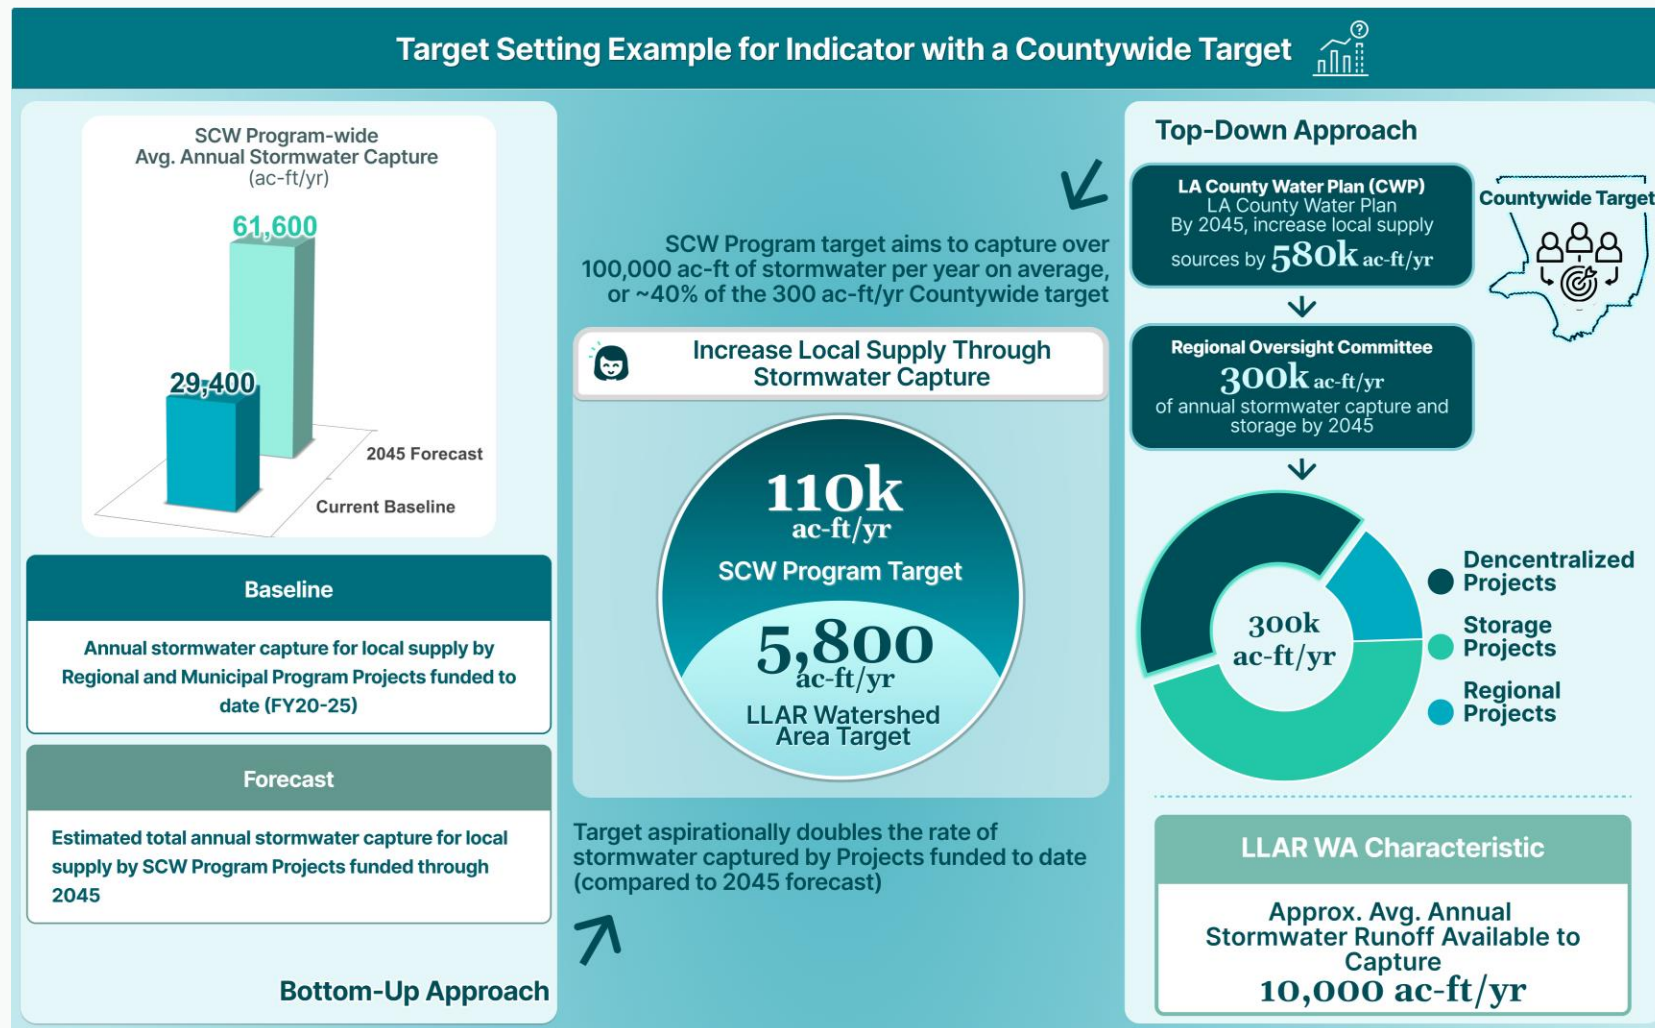 Target Setting Example for Indicator with a Countywide Target
SCW Program-wide
Avg. Annual Stormwater Capture
(ac-ft/yr)
61,600
29,400
2045 Forecast
Current Baseline
Baseline
Annual stormwater capture for local supply by
Regional and Municipal Program Projects funded to
date (FY20-25)
Forecast
Estimated total annual stormwater capture for local
supply by SCW Program Projects funded through
2045
Bottom-Up Approach
SCW Program target aims to capture over
100,000 ac-ft of stormwater per year on average,
or ~40% of the 300 ac-ft/yr Countywide target
Increase Local Supply Through
Stormwater Capture
110k
ac-ft/yr
SCW Program Target
5,800
ac-ft/yr
LLAR Watershed
Area Target
Target aspirationally doubles the rate of
stormwater captured by Projects funded to date
(compared to 2045 forecast)
Top-Down Approach
LA County Water Plan (CWP)
LA County Water Plan
By 2045, increase local supply
sources by 580k ac-ft/yr
Countywide Target
Regional Oversight Committee
300k ac-ft/yr
of annual stormwater capture and
storage by 2045
300k
ac-ft/yr
Dencentralized
Projects
Storage
Projects
Regional
Projects
LLAR WA Characteristic
Approx. Avg. Annual
Stormwater Runoff Available to
Capture
10,000 ac-ft/yr